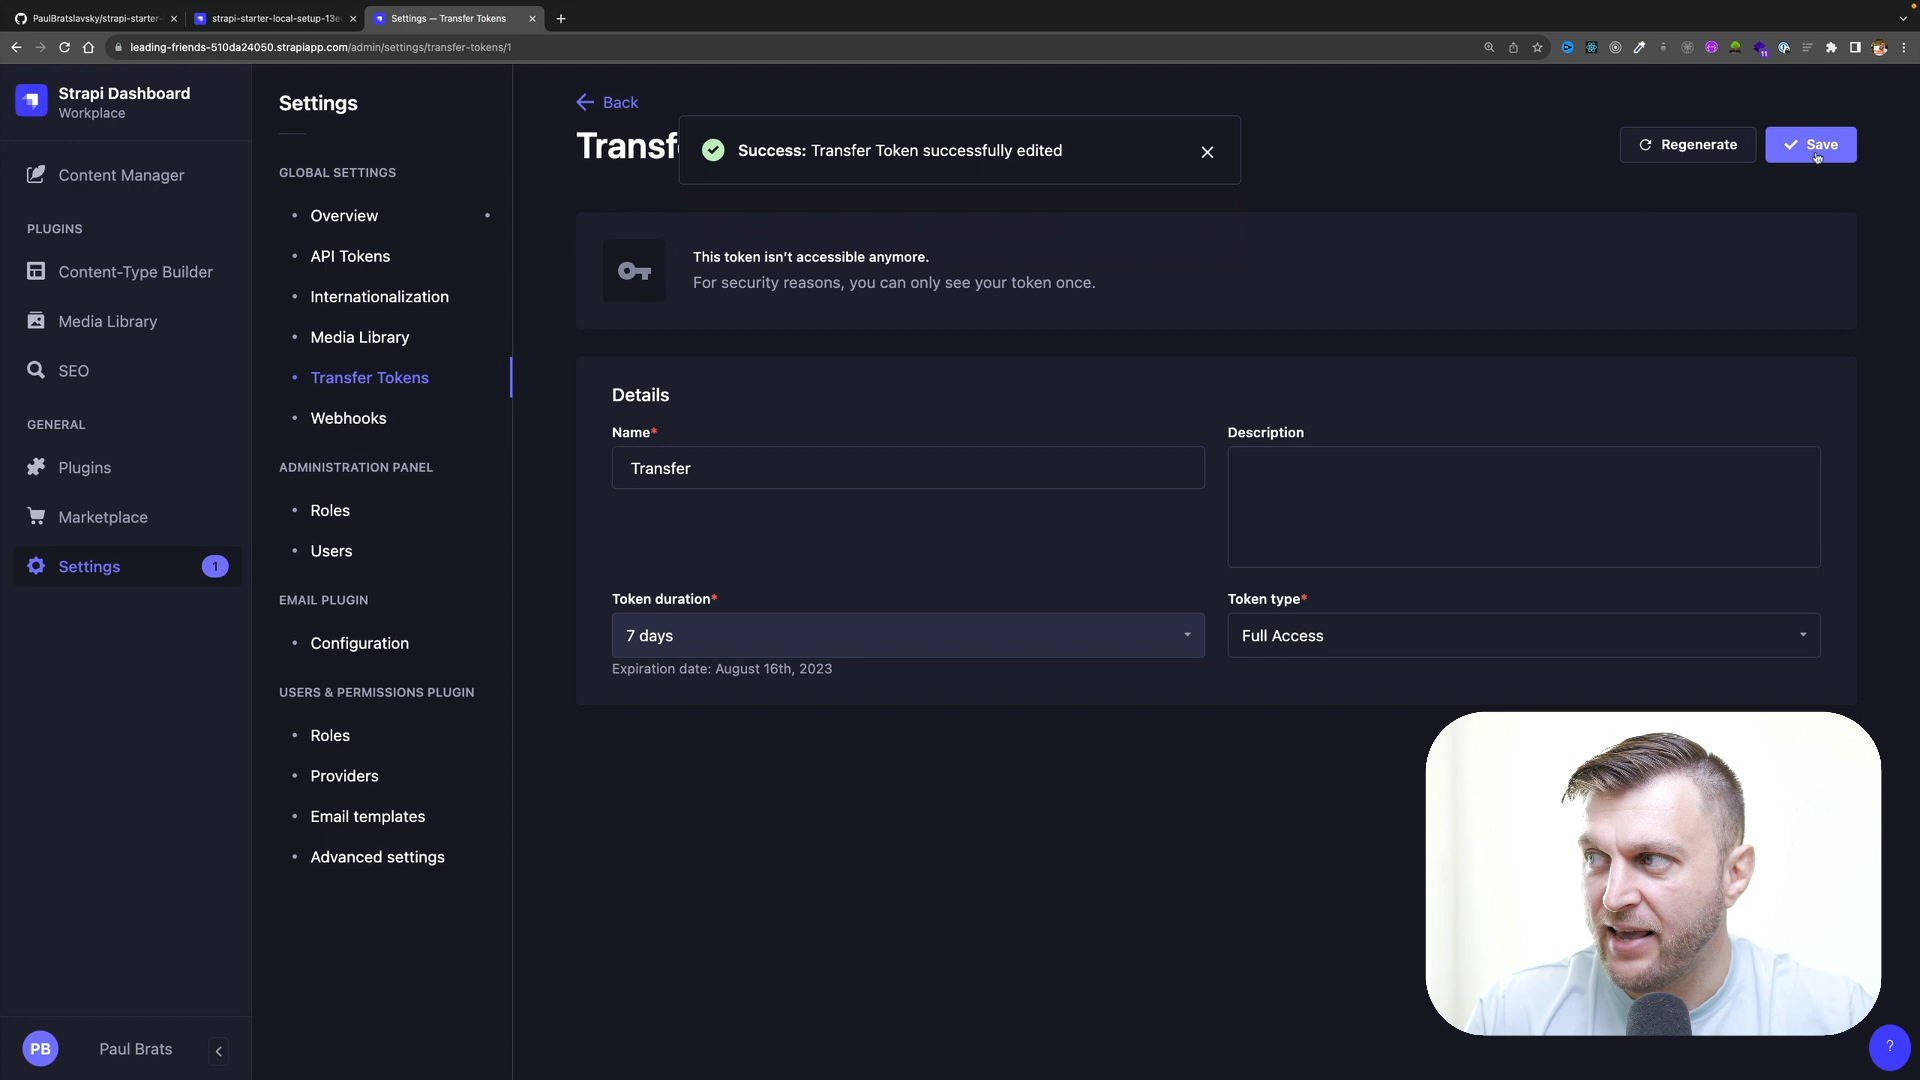 PaulBratslavsky/strapi-starter-
strapi-starter-local-setup-13e
Settings — Transfer Tokens
leading-friends-510da24050.strapiapp.com/admin/settings/transfer-tokens/1
11
Strapi Dashboard
Workplace
Content Manager
PLUGINS
Content-Type Builder
Media Library
SEO
GENERAL
Plugins
Marketplace
Settings
1
PB
Paul Brats
Settings
GLOBAL SETTINGS
Overview
API Tokens
Internationalization
Media Library
Transfer Tokens
Webhooks
ADMINISTRATION PANEL
Roles
Users
EMAIL PLUGIN
Configuration
USERS & PERMISSIONS PLUGIN
Roles
Providers
Email templates
Advanced settings
Back
Transf
Success: Transfer Token successfully edited
Regenerate
Save
This token isn't accessible anymore.
For security reasons, you can only see your token once.
Details
Name*
Transfer
Description
Token duration*
7 days
Expiration date: August 16th, 2023
Token type*
Full Access
?